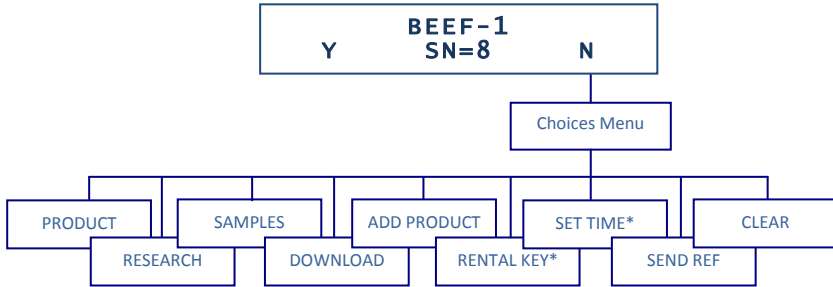 BEEF-1
Y SN=8 N
Choices Menu
PRODUCT SAMPLES ADD PRODUCT SET TIME* CLEAR
RESEARCH DOWNLOAD RENTAL KEY* SEND REF